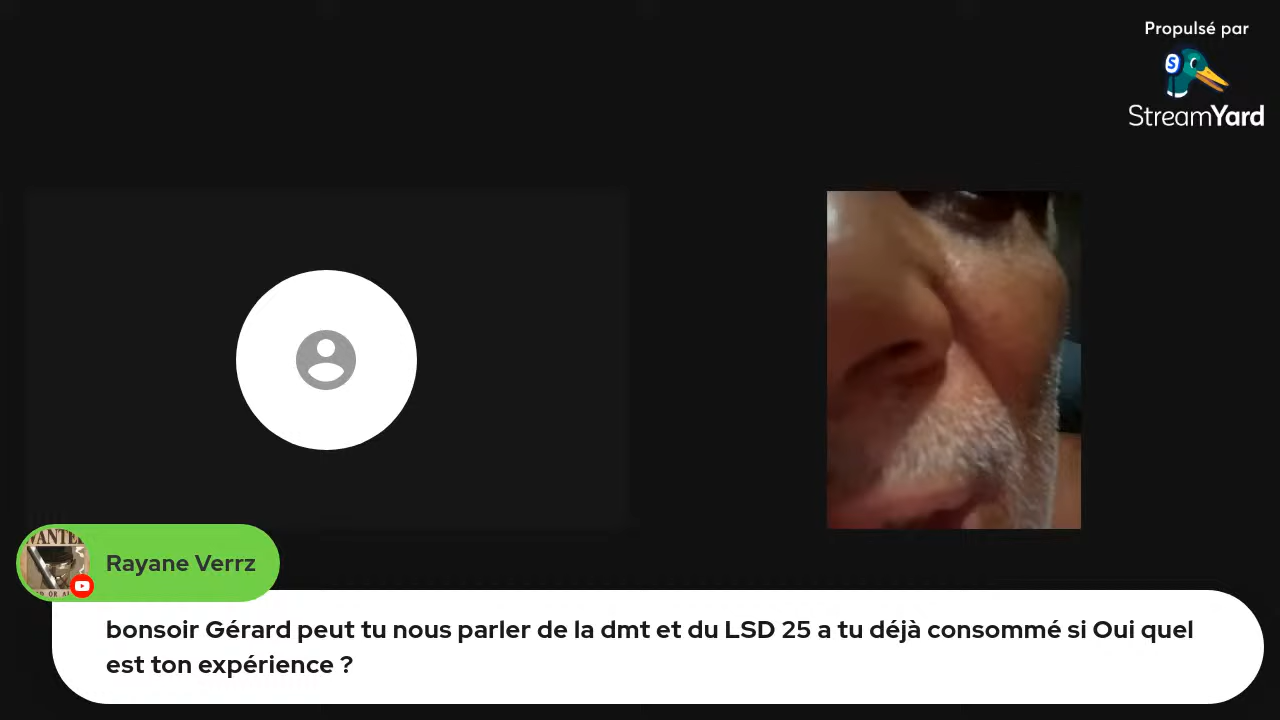 Propulsé par
StreamYard
Rayane Verrz
bonsoir Gérard peut tu nous parler de la dmt et du LSD 25 a tu déjà consommé si Oui quel
est ton expérience ?